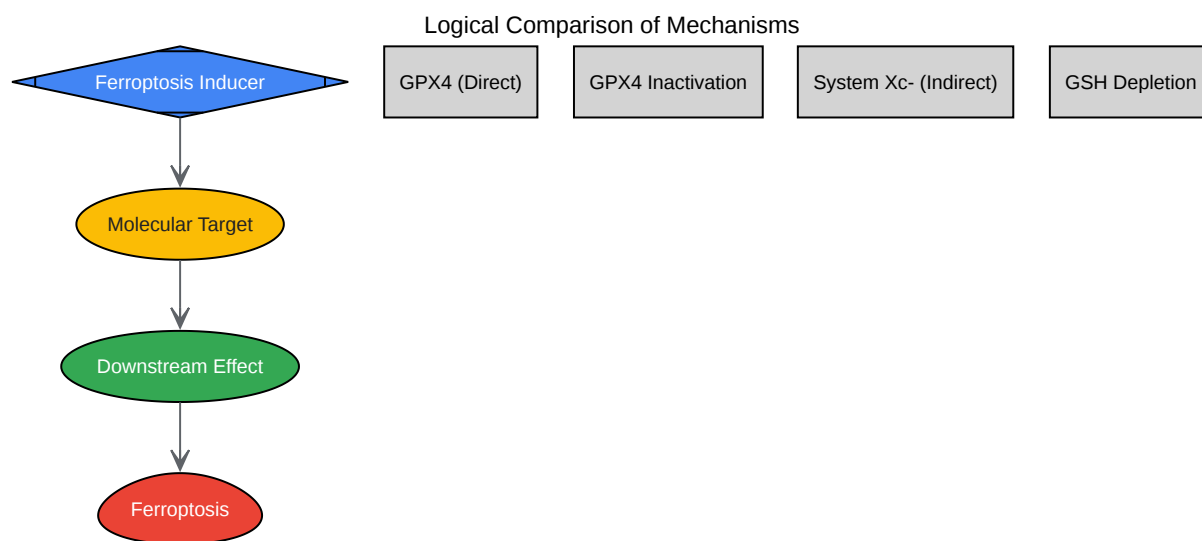 Logical Comparison of Mechanisms
Ferroptosis Inducer
GPX4 (Direct)
GPX4 Inactivation
System Xc- (Indirect)
GSH Depletion
Molecular Target
Downstream Effect
Ferroptosis